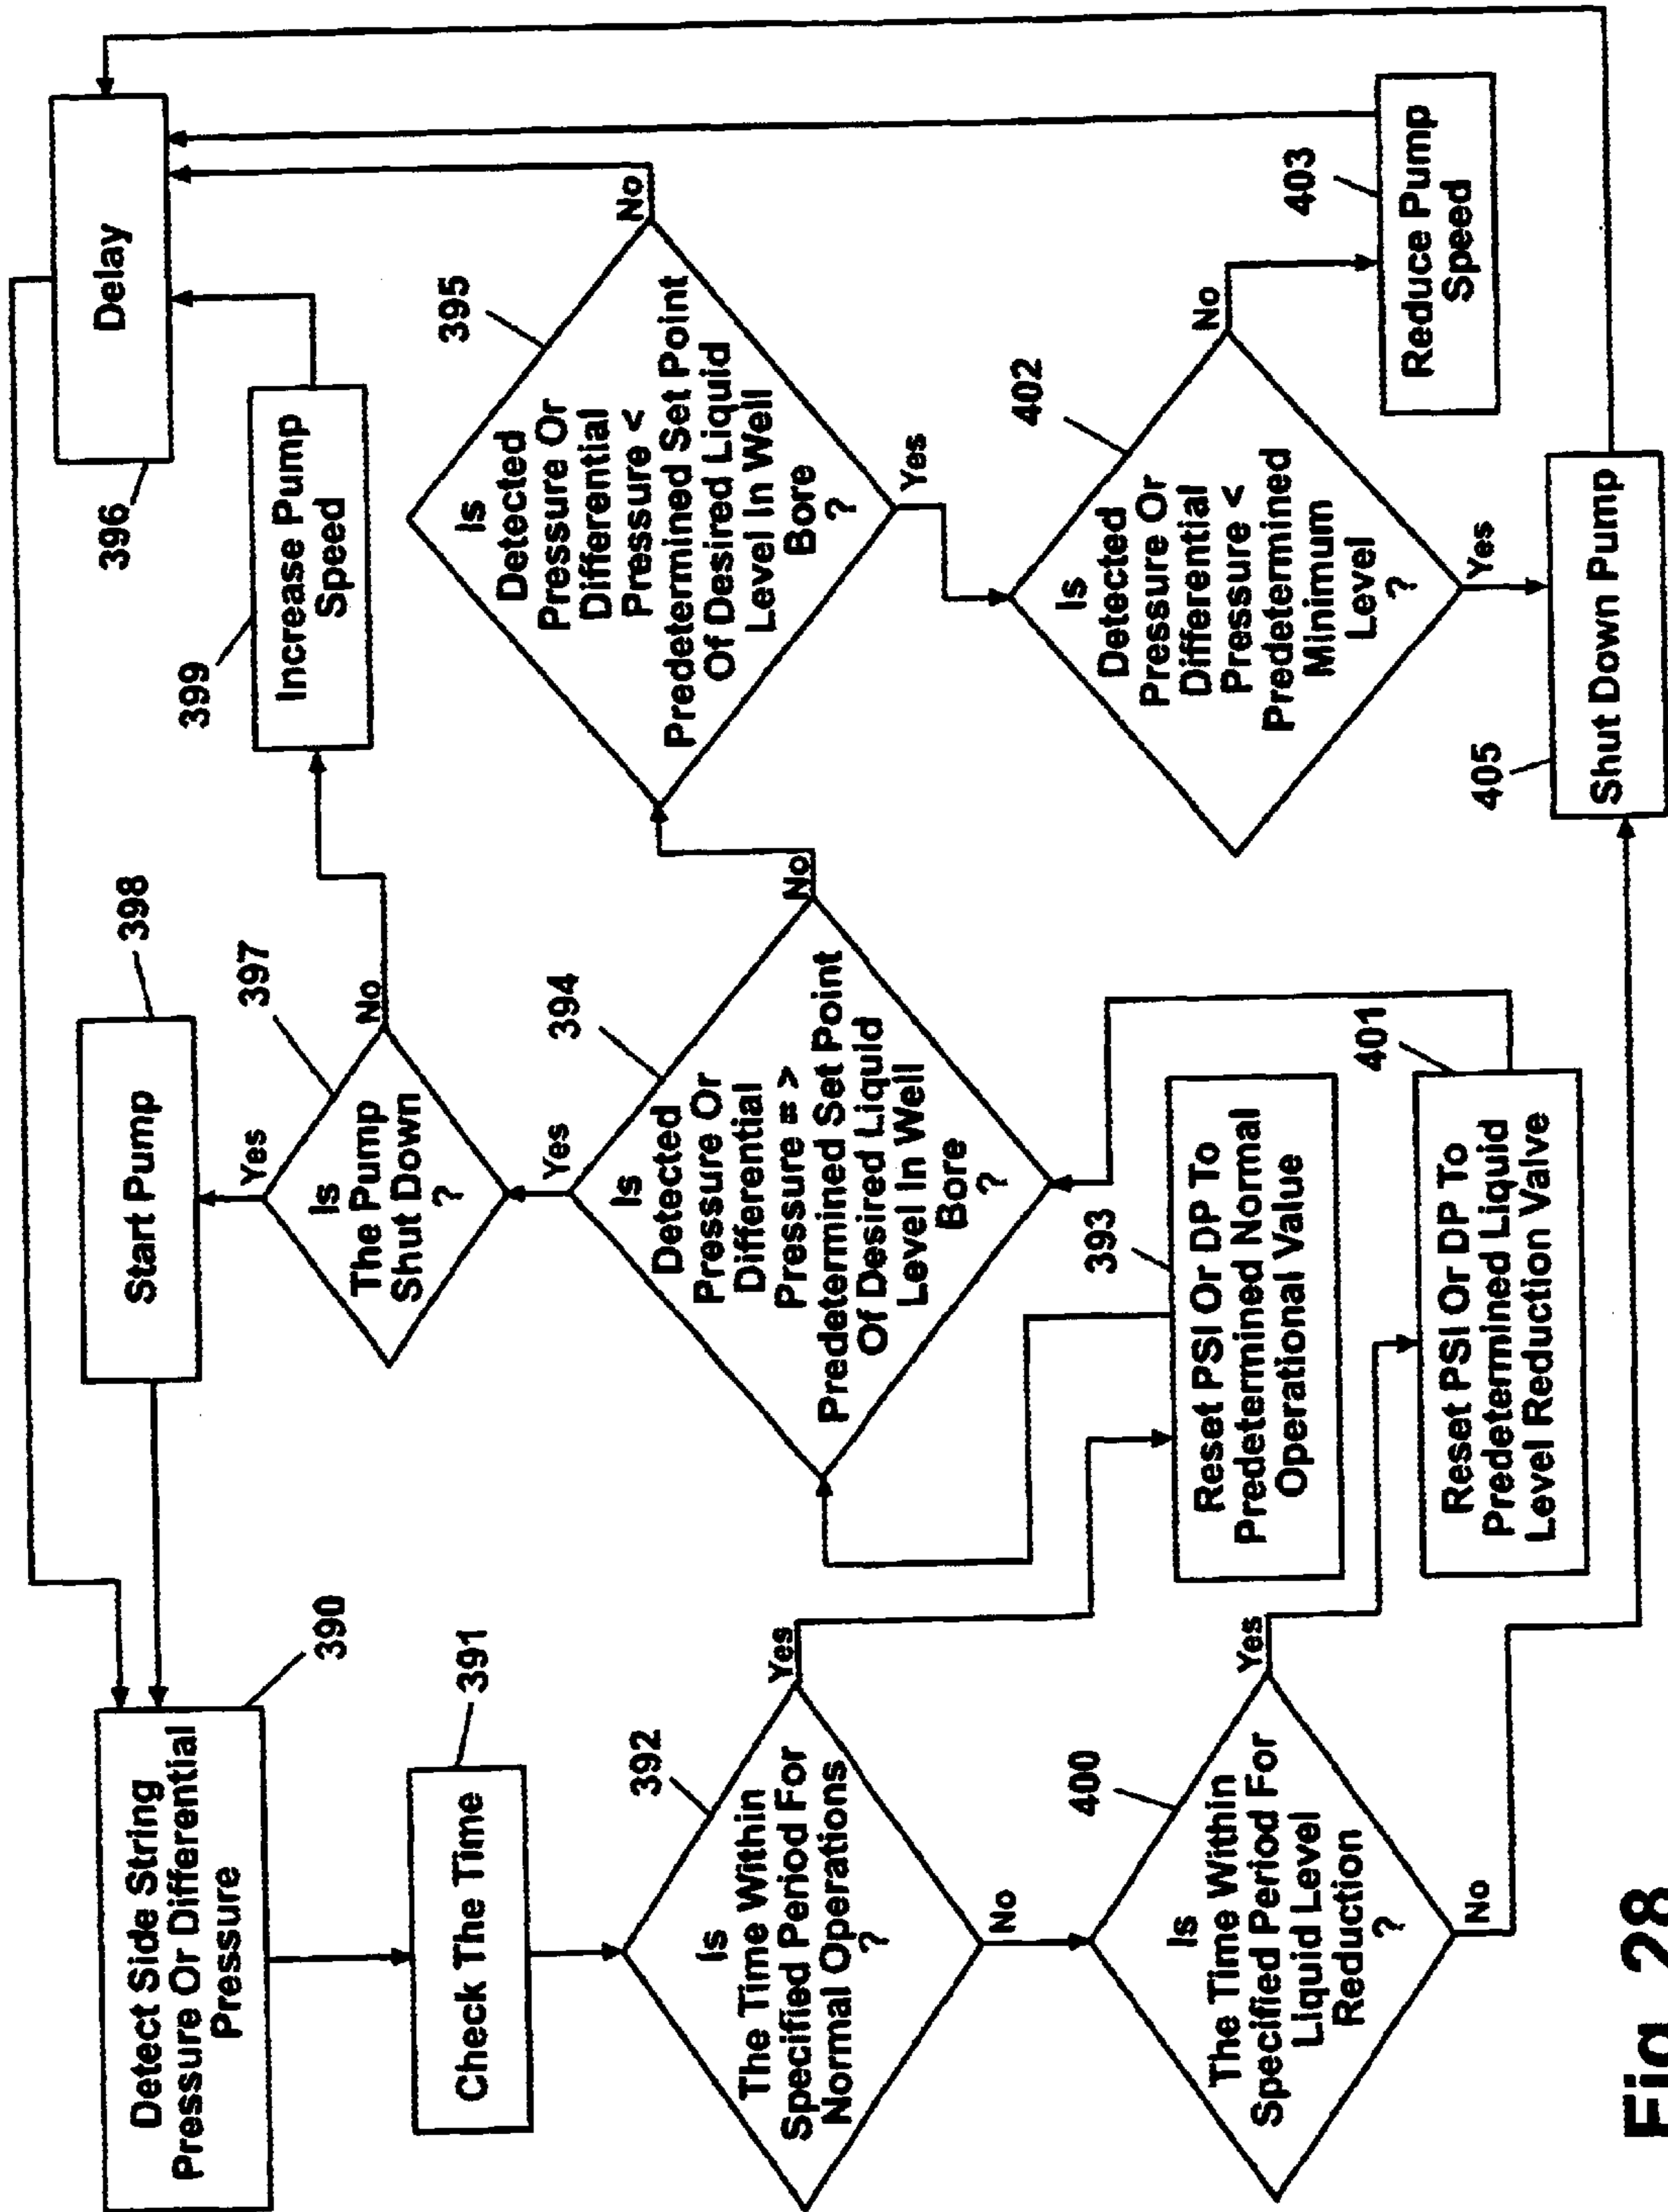 Detect Side String
Pressure Or Differential
Pressure
390
Check The Time
391
Is
The Time Within
Specified Period For
Normal Operations
?
392
Yes
No
Is
The Time Within
Specified Period For
Liquid Level
Reduction
?
400
Yes
No
Start Pump
398
Is
The Pump
Shut Down
?
397
Yes
No
Is
Detected
Pressure Or
Differential
Pressure = >
Predetermined Set Point
Of Desired Liquid
Level In Well
Bore
?
394
Yes
No
Reset PSI Or DP To
Predetermined Normal
Operational Value
393
Reset PSI Or DP To
Predetermined Liquid
Level Reduction Valve
401
Delay
396
Increase Pump
Speed
399
Is
Detected
Pressure Or
Differential
Pressure <
Predetermined Set Point
Of Desired Liquid
Level In Well
Bore
?
395
No
Yes
Is
Detected
Pressure Or
Differential
Pressure <
Predetermined
Minimum
Level
?
402
No
Yes
Reduce Pump
Speed
403
Shut Down Pump
405
Fig. 28